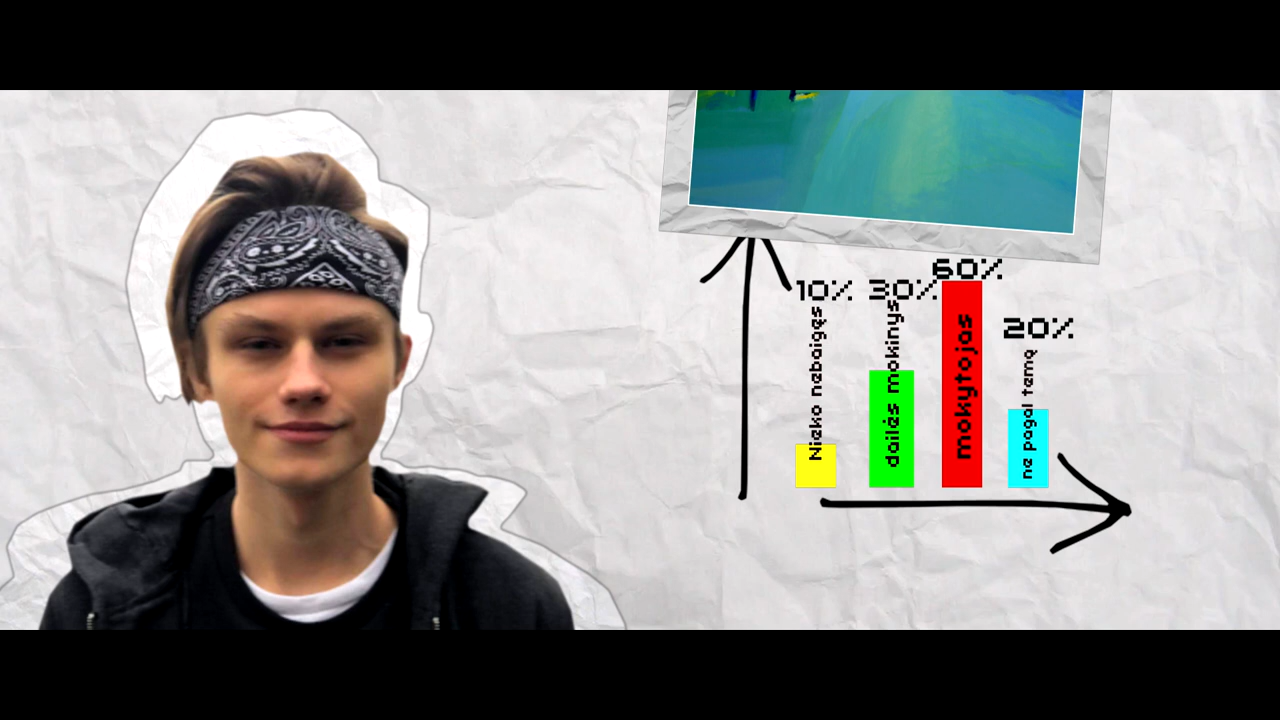 10%
30%
60%
20%
Nieko nebaigęs
dailės mokinys
mokytojas
ne pagal temą